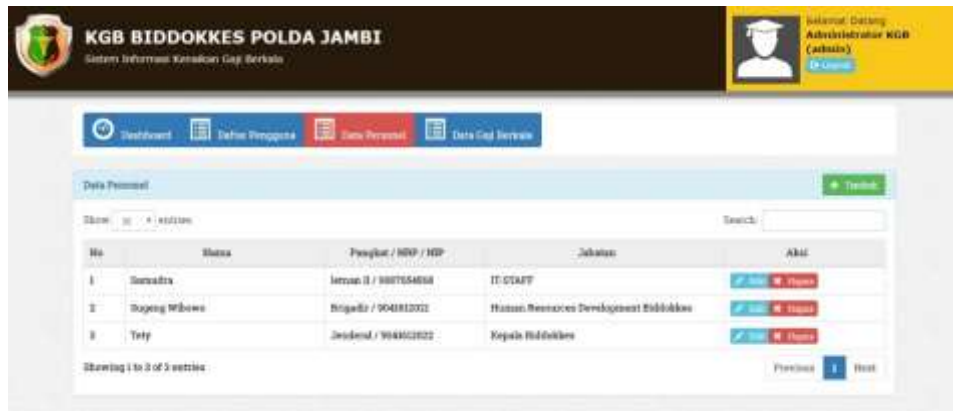 KGB BIDDOKKES POLDA JAMBI
Sistem Informasi Kenaikan Gaji Berkala
Selamat Datang
Administrator KGB
(admin)
Logout
Dashboard Daftar Pengguna Data Personel Data Gaji Berkala
Data Personel
Tambah
Show 10 entries
Search:
No Nama Pangkat / NRP / NIP Jabatan Aksi
1 Samudra IT-STAFF Edit Hapus
2 Sugeng Wibowo Brigadir / Human Resources Development Biddokkes Edit Hapus
3 Tety Jenderal / Kepala Biddokkes Edit Hapus
Showing 1 to 3 of 3 entries
Previous 1 Next